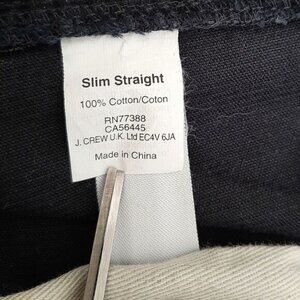 Slim Straight
100% Cotton/Coton
RN77388
CA56445
J. CREW U.K. Ltd EC4V 6JA
Made in China